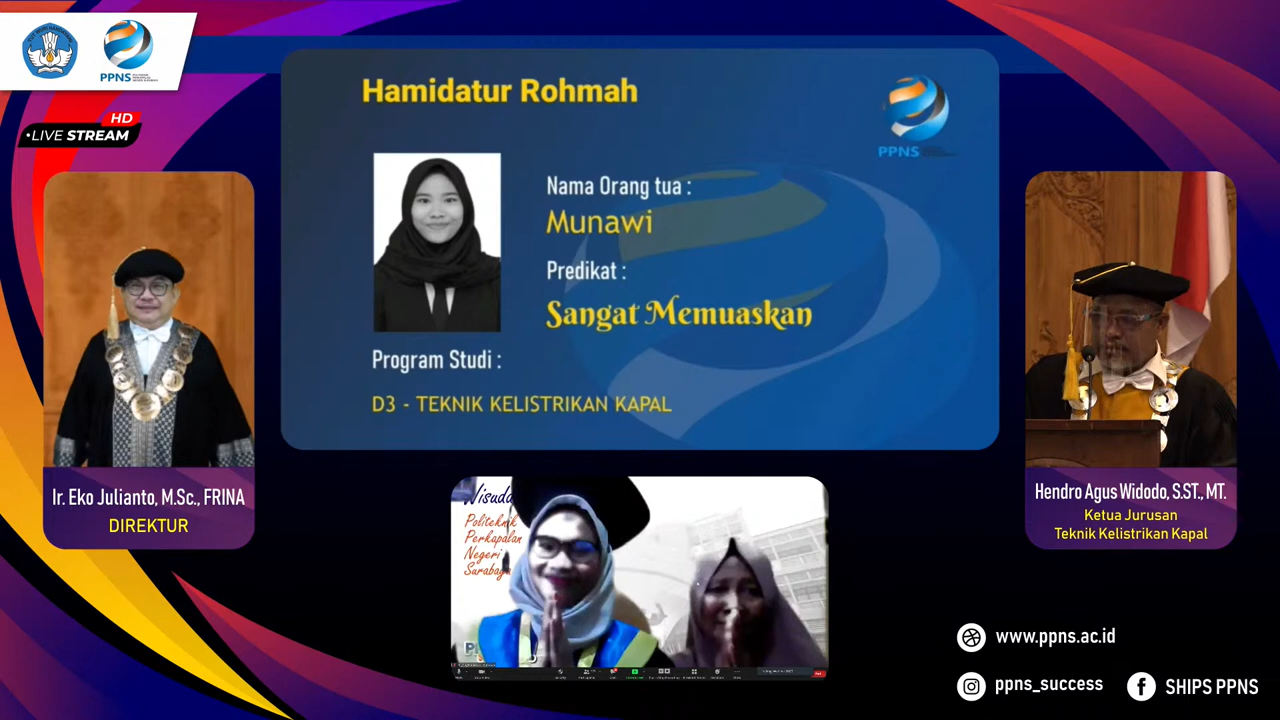 PPNS
HD
LIVE STREAM
Hamidatur Rohmah
PPNS
Nama Orang tua :
Munawi
Predikat :
Sangat Memuaskan
Program Studi :
D3 - TEKNIK KELISTRIKAN KAPAL
Ir. Eko Julianto, M.Sc., FRINA
DIREKTUR
Hendro Agus Widodo, S.ST., MT.
Ketua Jurusan
Teknik Kelistrikan Kapal
Wisuda
Politeknik
Perkapalan
Negeri
Surabaya
www.ppns.ac.id
ppns_success
SHIPS PPNS